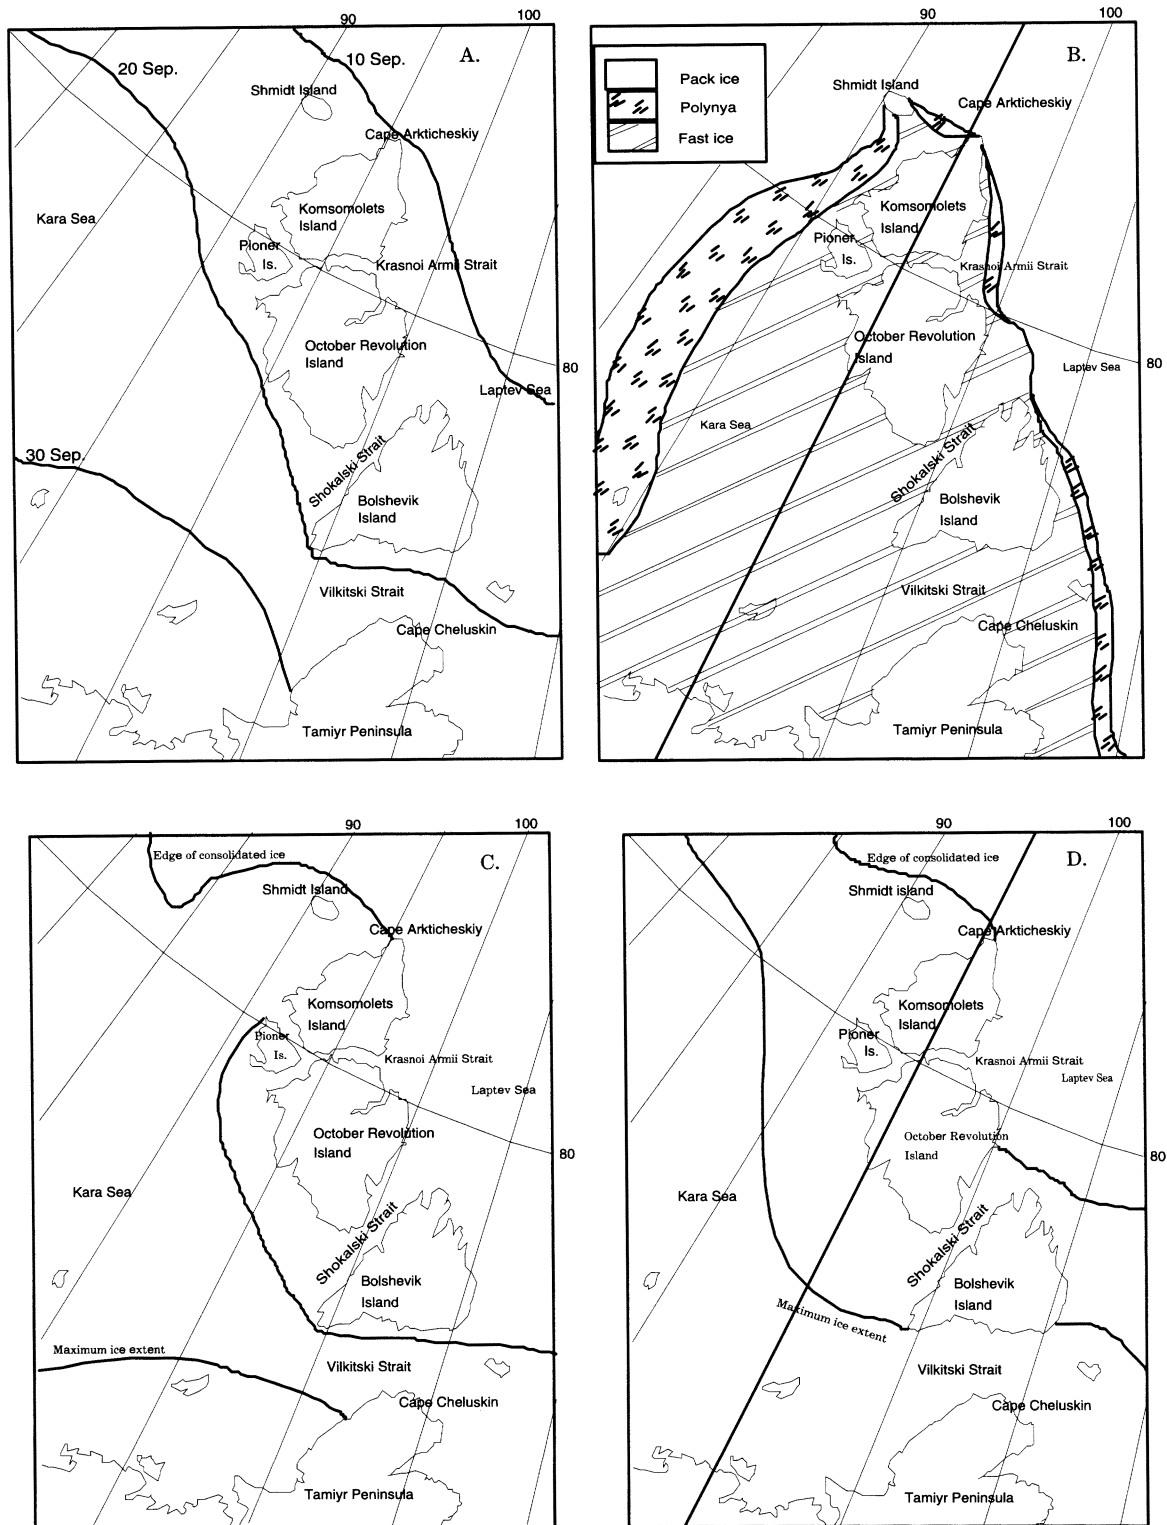 90
100
A.
20 Sep.
10 Sep.
Shmidt Island
Cape Arkticheskiy
Kara Sea
Komsomolets
Island
Pioner
Is.
Krasnoi Armii Strait
October Revolution
Island
80
Laptev Sea
30 Sep.
Shokalski Strait
Bolshevik
Island
Vilkitski Strait
Cape Cheluskin
Tamiyr Peninsula
90
100
B.
Pack ice
Polynya
Fast ice
Shmidt Island
Cape Arkticheskiy
Komsomolets
Island
Pioner
Is.
Krasnoi Armii Strait
October Revolution
Island
80
Laptev Sea
Kara Sea
Shokalski Strait
Bolshevik
Island
Vilkitski Strait
Cape Cheluskin
Tamiyr Peninsula
90
100
C.
Edge of consolidated ice
Shmidt Island
Cape Arkticheskiy
Komsomolets
Island
Pioner
Is.
Krasnoi Armii Strait
Laptev Sea
October Revolution
Island
80
Kara Sea
Shokalski Strait
Bolshevik
Island
Maximum ice extent
Vilkitski Strait
Cape Cheluskin
Tamiyr Peninsula
90
100
D.
Edge of consolidated ice
Shmidt island
Cape Arkticheskiy
Komsomolets
Island
Pioner
Is.
Krasnoi Armii Strait
Laptev Sea
October Revolution
Island
80
Kara Sea
Shokalski Strait
Bolshevik
Island
Maximum ice extent
Vilkitski Strait
Cape Cheluskin
Tamiyr Peninsula